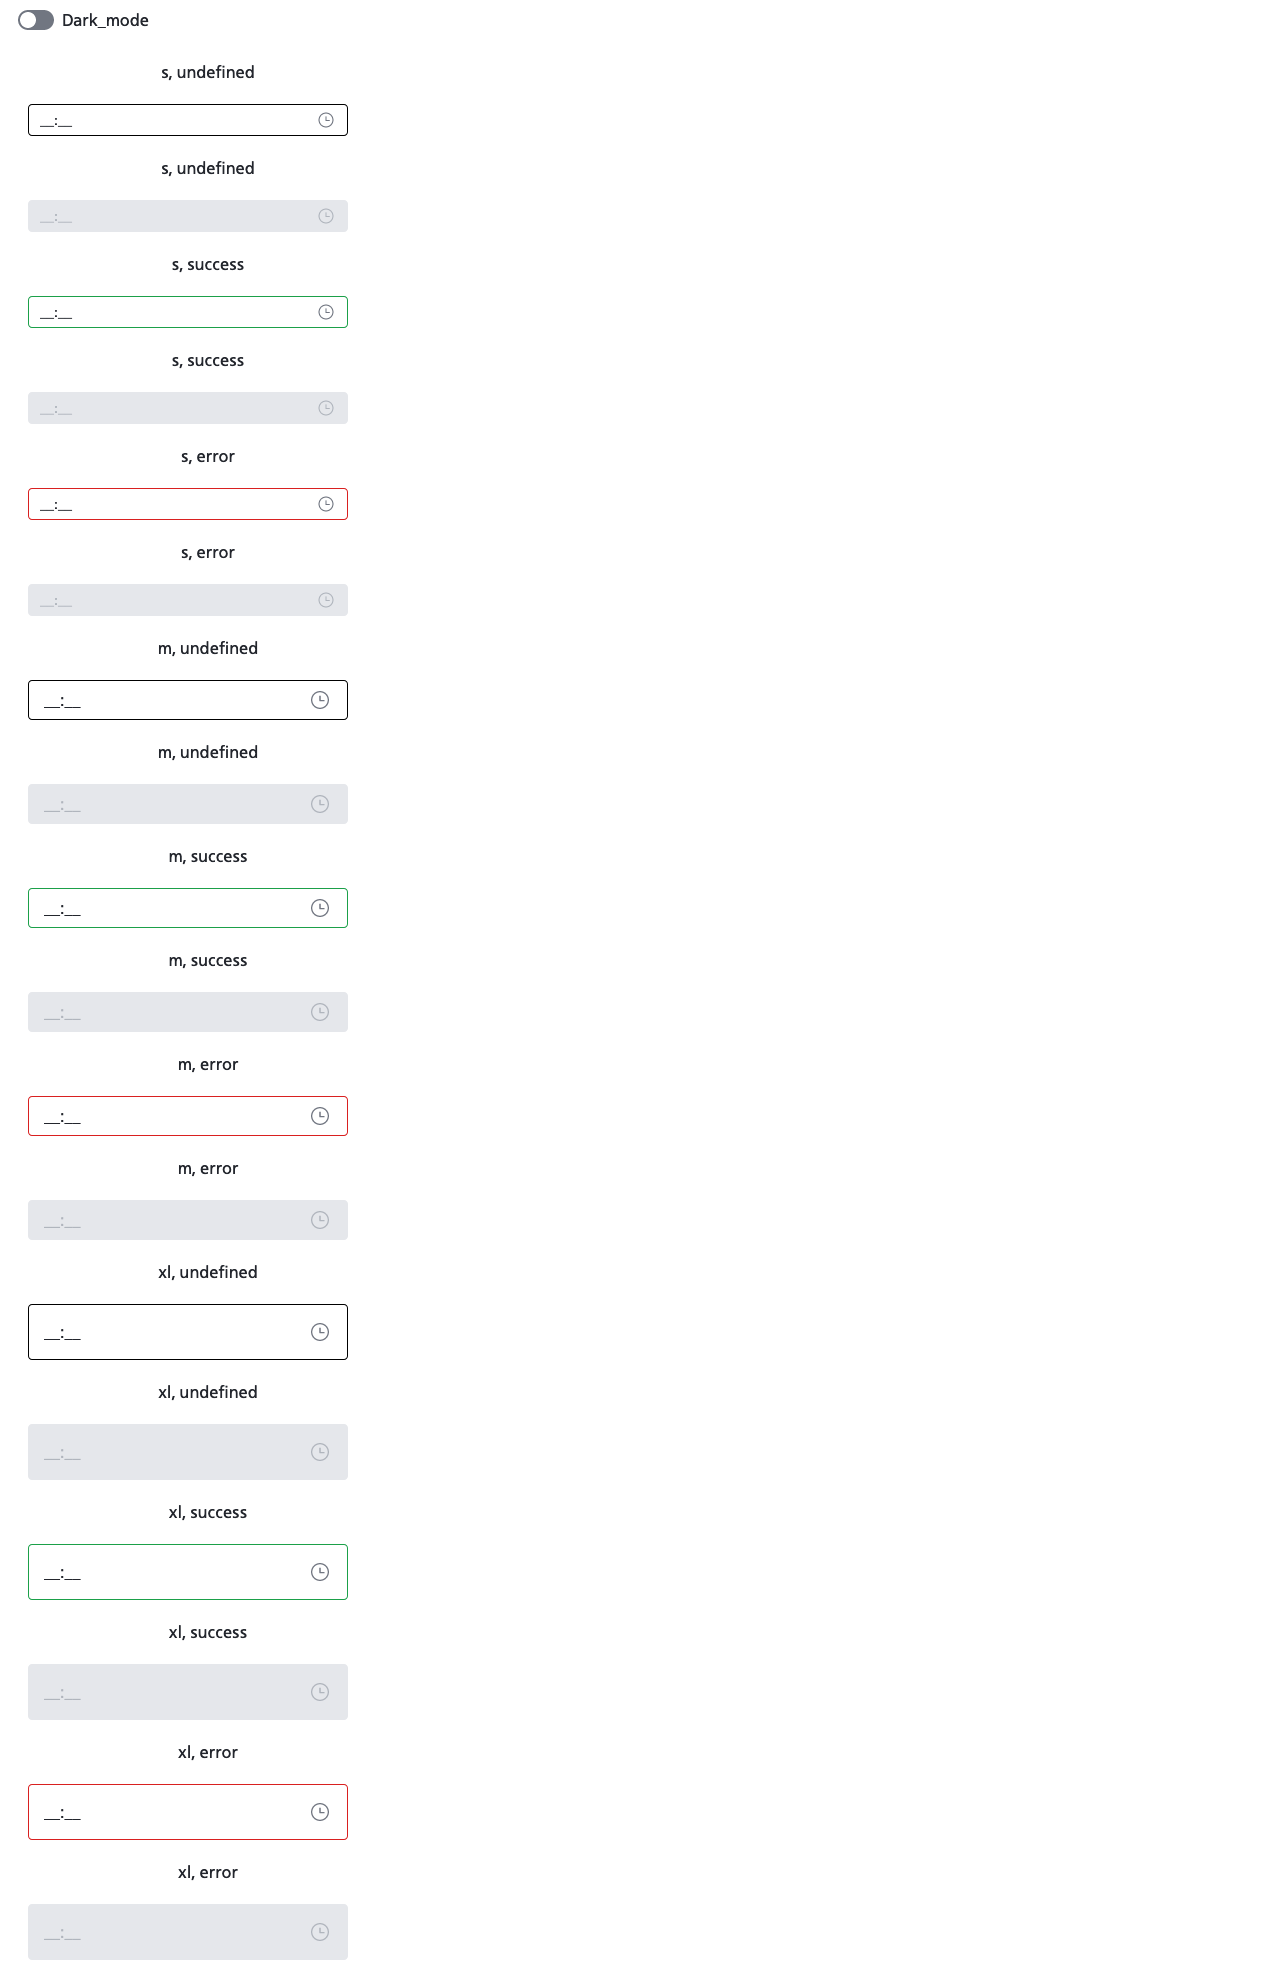 Dark_mode
s, undefined
__:__
s, undefined
__:__
s, success
__:__
s, success
__:__
s, error
__:__
s, error
__:__
m, undefined
__:__
m, undefined
__:__
m, success
__:__
m, success
__:__
m, error
__:__
m, error
__:__
xl, undefined
__:__
xl, undefined
__:__
xl, success
__:__
xl, success
__:__
xl, error
__:__
xl, error
__:__